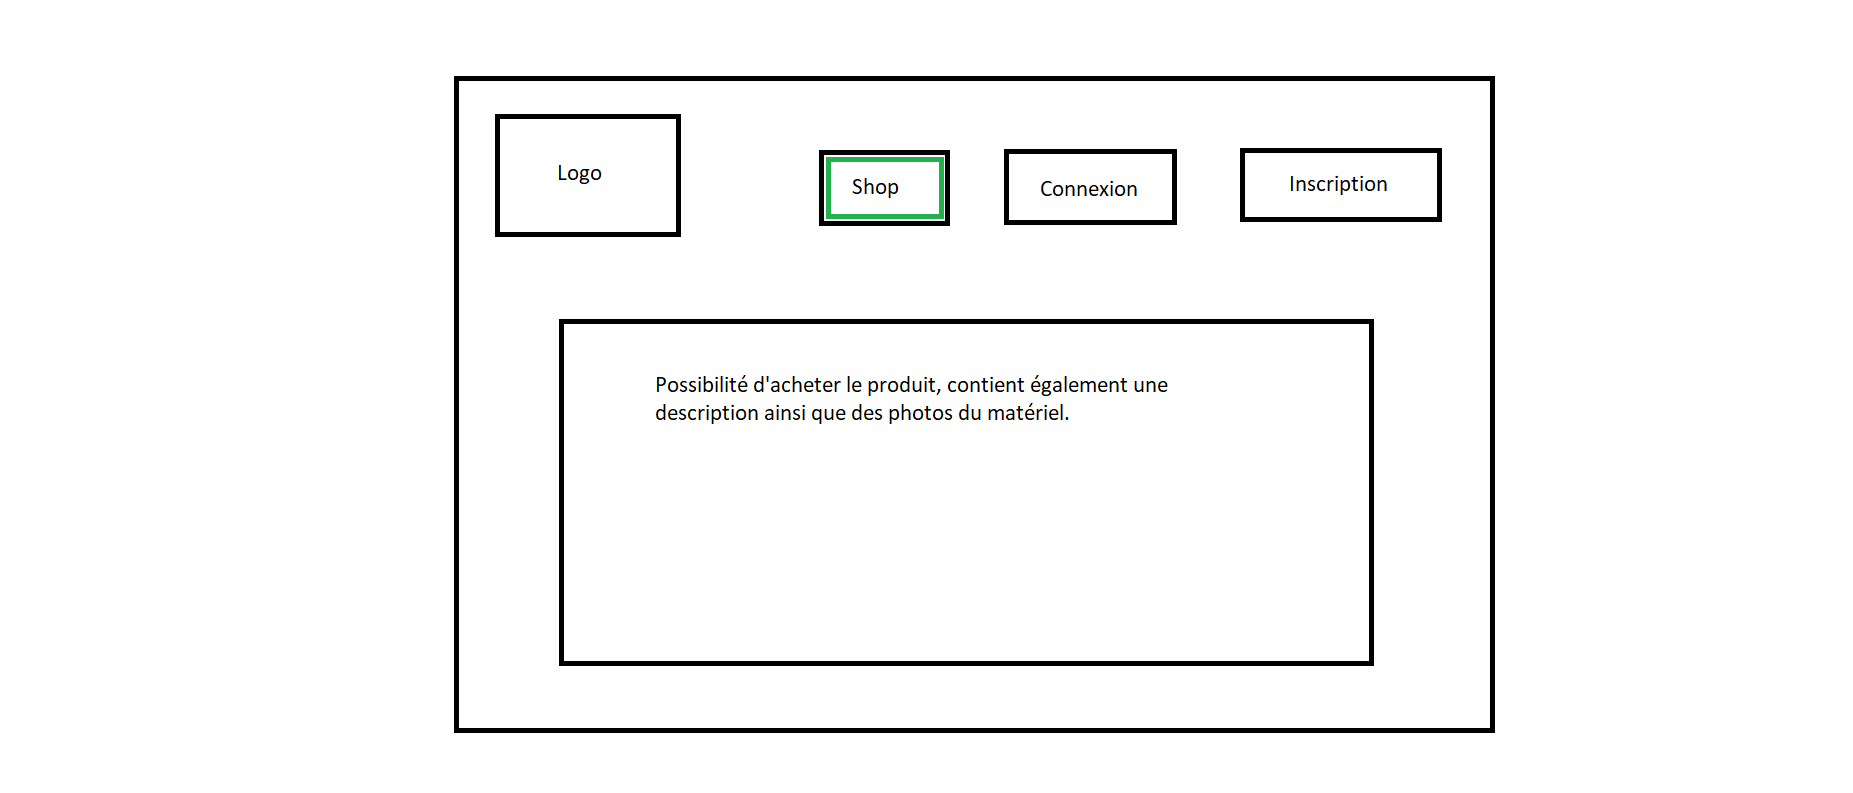 Logo
Shop
Connexion
Inscription
Possibilité d'acheter le produit, contient également une
description ainsi que des photos du matériel.